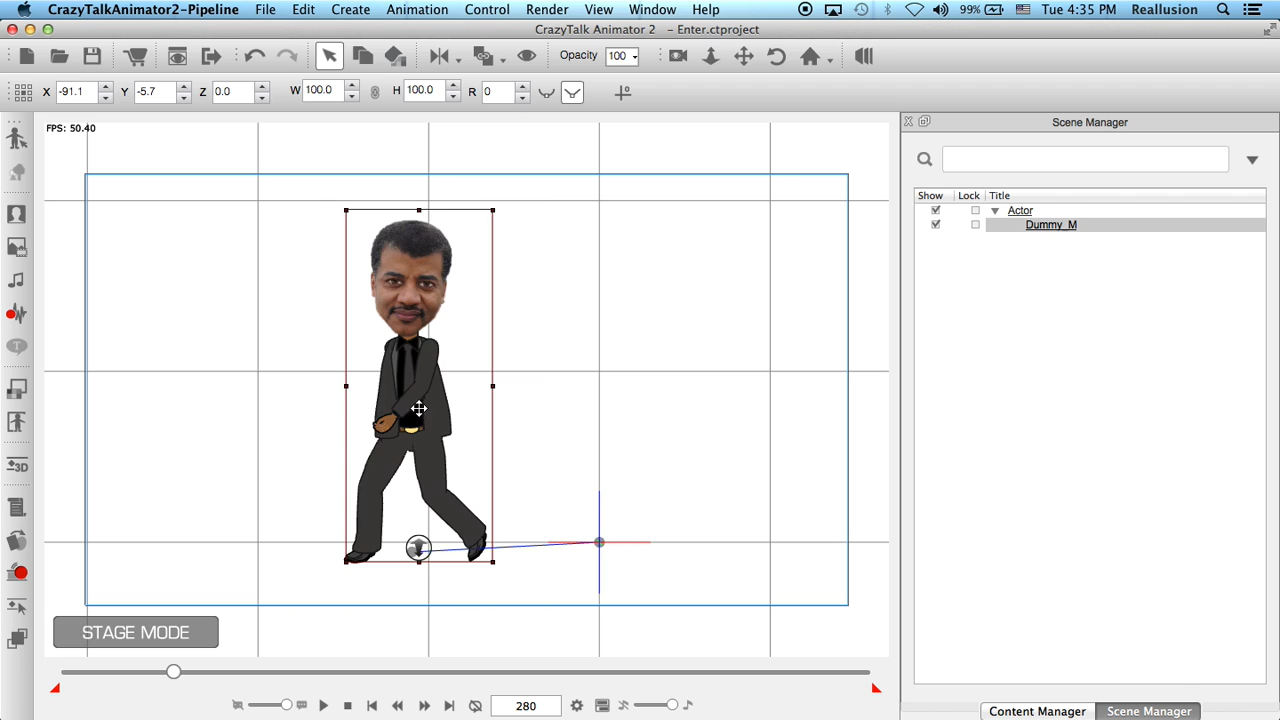 CrazyTalkAnimator2-Pipeline File Edit Create Animation Control Render View Window Help 99% Tue 4:35 PM Reallusion
CrazyTalk Animator 2 - Enter.ctproject
Opacity 100
X -91.1 Y -5.7 Z 0.0 W 100.0 H 100.0 R 0
FPS: 50.40
Scene Manager
Show Lock Title
Actor
Dummy_M
T
3D
STAGE MODE
280
Content Manager Scene Manager